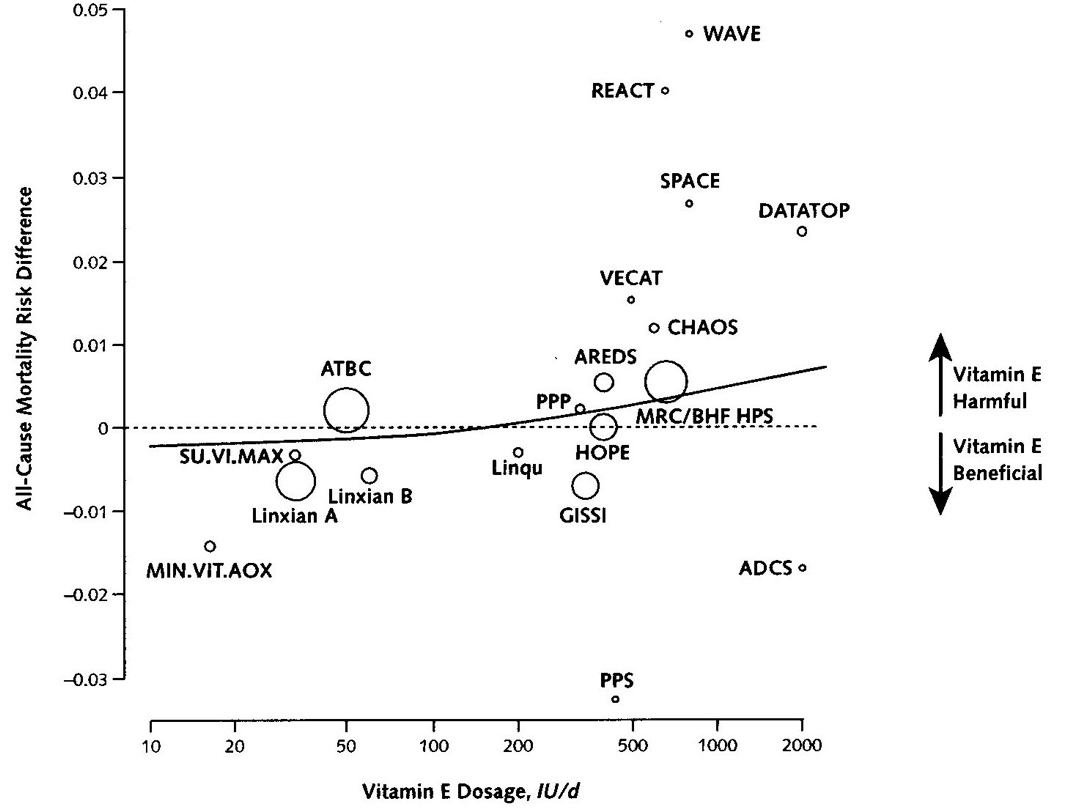 0.05
WAVE
REACT
0.04
SPACE
0.03
DATATOP
0.02
VECAT
CHAOS
0.01
AREDS
ATBC
PPP
MRC/BHF HPS
0
HOPE
SU.VI.MAX
Linqu
Linxian B
Linxian A
GISSI
−0.01
MIN.VIT.AOX
ADCS
−0.02
−0.03
PPS
All-Cause Mortality Risk Difference
Vitamin E
Harmful
Vitamin E
Beneficial
10 20 50 100 200 500 1000 2000
Vitamin E Dosage, IU/d